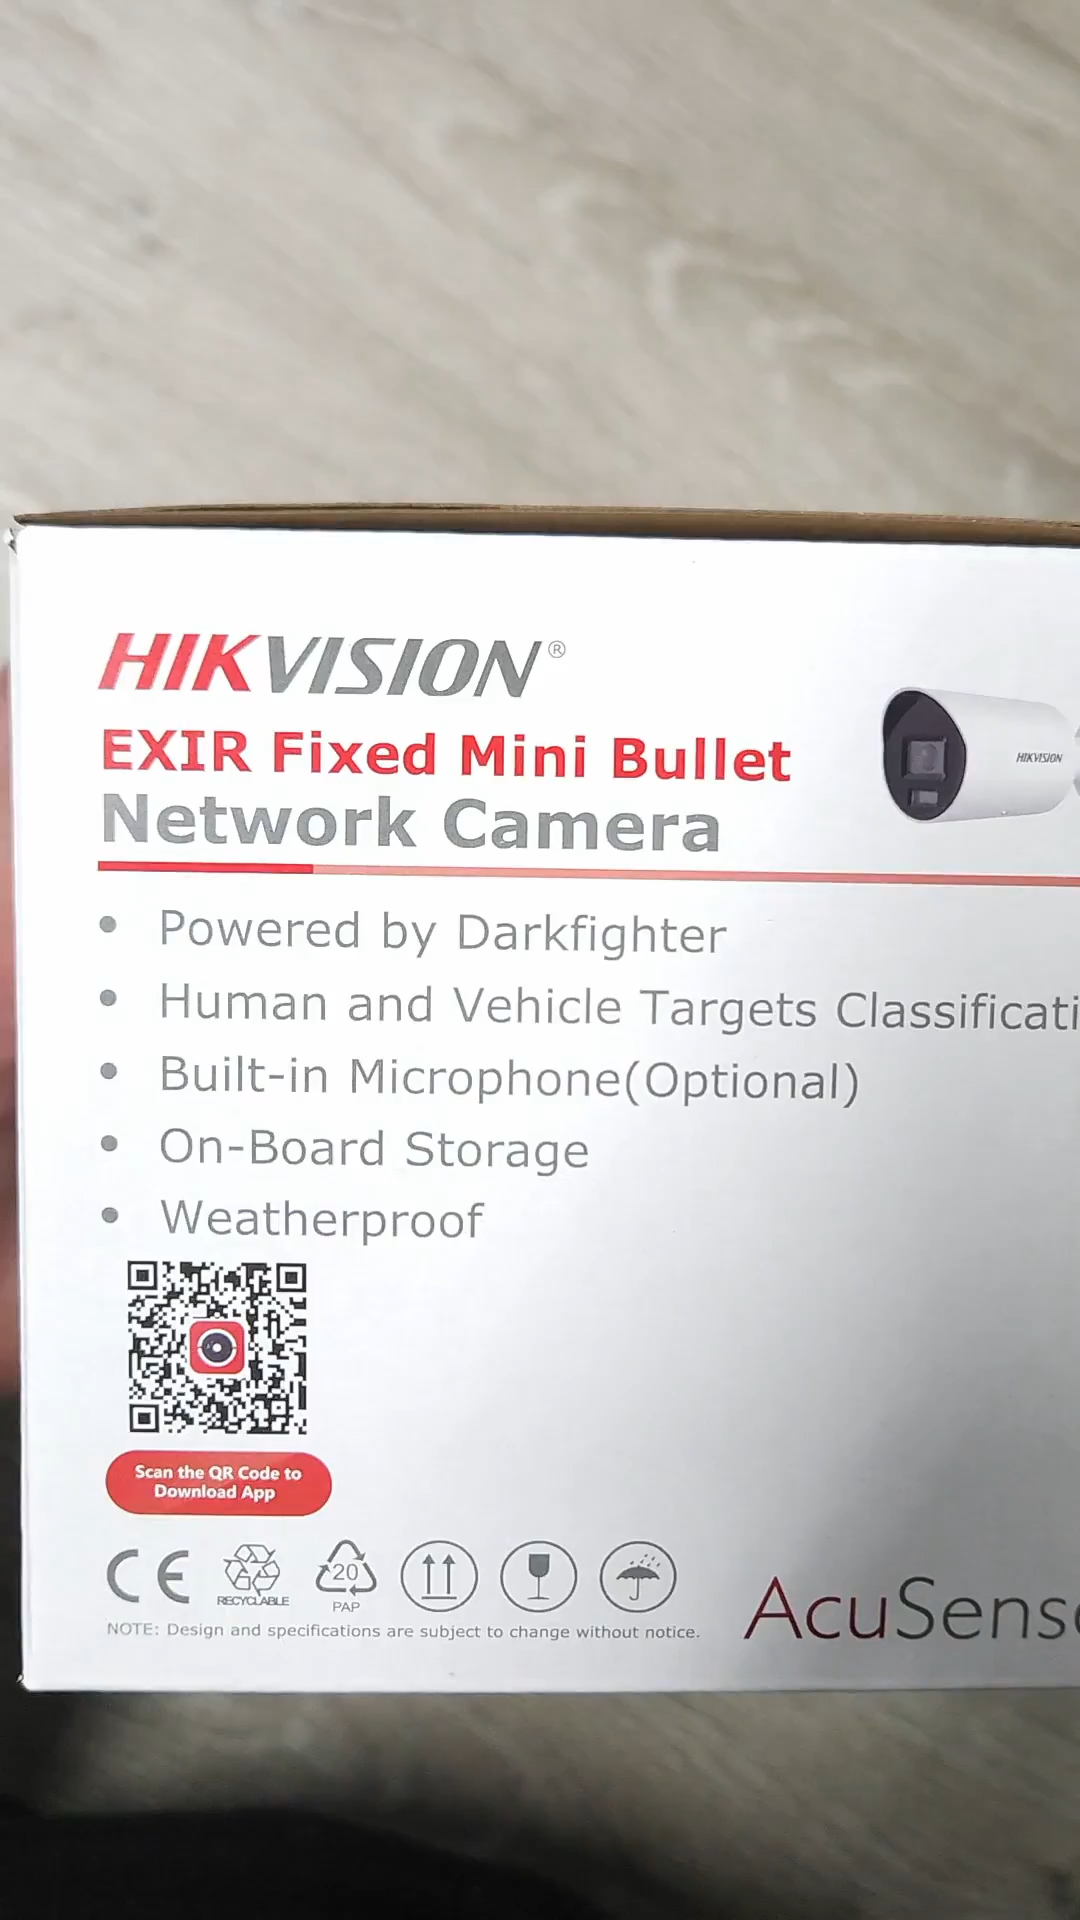 HIKVISION®
EXIR Fixed Mini Bullet
Network Camera
HIKVISION
• Powered by Darkfighter
• Human and Vehicle Targets Classificati
• Built-in Microphone(Optional)
• On-Board Storage
• Weatherproof
Scan the QR Code to
Download App
CE
RECYCLABLE
20
PAP
NOTE: Design and specifications are subject to change without notice.
AcuSens